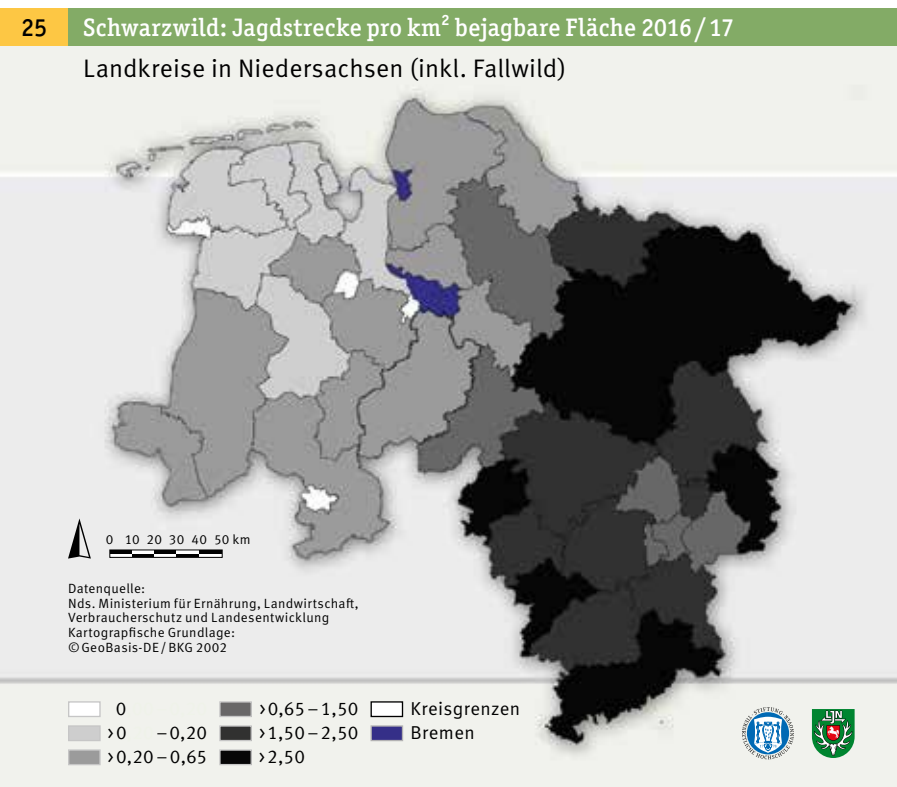 25 Schwarzwild: Jagdstrecke pro km² bejagbare Fläche 2016/17
Landkreise in Niedersachsen (inkl. Fallwild)
0 10 20 30 40 50 km
Datenquelle:
Nds. Ministerium für Ernährung, Landwirtschaft,
Verbraucherschutz und Landesentwicklung
Kartograpfische Grundlage:
© GeoBasis-DE/BKG 2002
0
>0 –0,20
>0,20–0,65
>0,65–1,50
>1,50–2,50
>2,50
Kreisgrenzen
Bremen
LJN